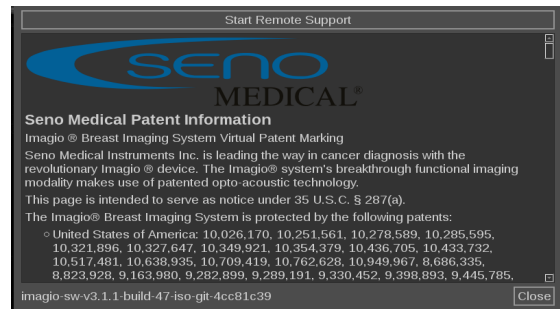 Start Remote Support
SENO
MEDICAL®
Seno Medical Patent Information
Imagio ® Breast Imaging System Virtual Patent Marking
Seno Medical Instruments Inc. is leading the way in cancer diagnosis with the
revolutionary Imagio ® device. The Imagio® system's breakthrough functional imaging
modality makes use of patented opto-acoustic technology.
This page is intended to serve as notice under 35 U.S.C. § 287(a).
The Imagio® Breast Imaging System is protected by the following patents:
United States of America: 10,026,170, 10,251,561, 10,278,589, 10,285,595,
10,321,896, 10,327,647, 10,349,921, 10,354,379, 10,436,705, 10,433,732,
10,517,481, 10,638,935, 10,709,419, 10,762,628, 10,949,967, 8,686,335,
8,823,928, 9,163,980, 9,282,899, 9,289,191, 9,330,452, 9,398,893, 9,445,785,
imagio-sw-v3.1.1-build-47-iso-git-4cc81c39
Close